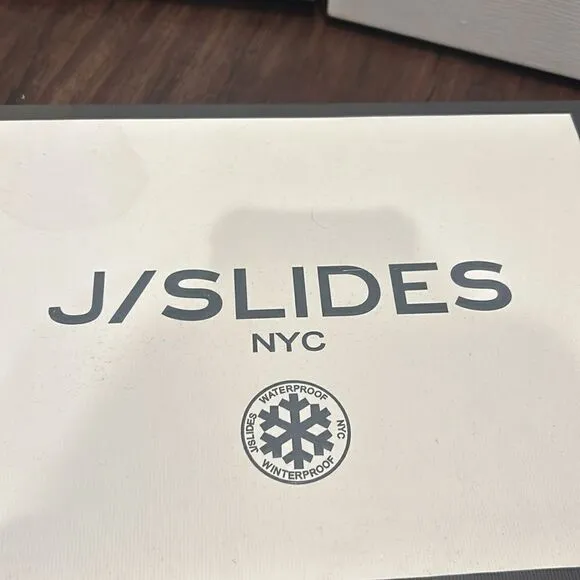 J/SLIDES
NYC
WATERPROOF
J/SLIDES
NYC
WINTERPROOF